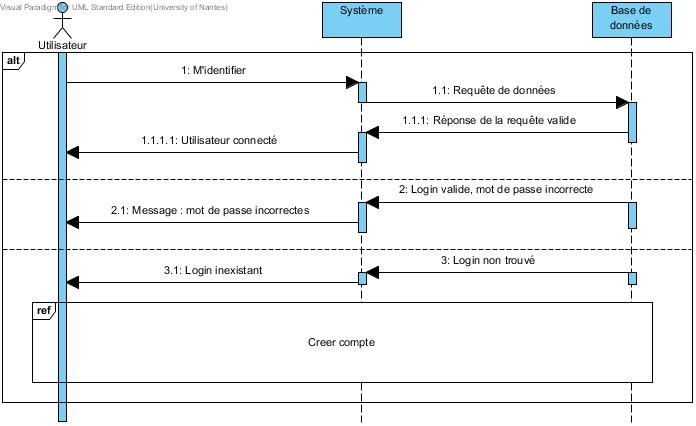 Visual Paradigm for UML Standard Edition(University of Nantes)
Système
Base de
données
Utilisateur
alt
1: M'identifier
1.1: Requête de données
1.1.1: Réponse de la requête valide
1.1.1.1: Utilisateur connecté
2: Login valide, mot de passe incorrecte
2.1: Message : mot de passe incorrectes
3: Login non trouvé
3.1: Login inexistant
ref
Creer compte